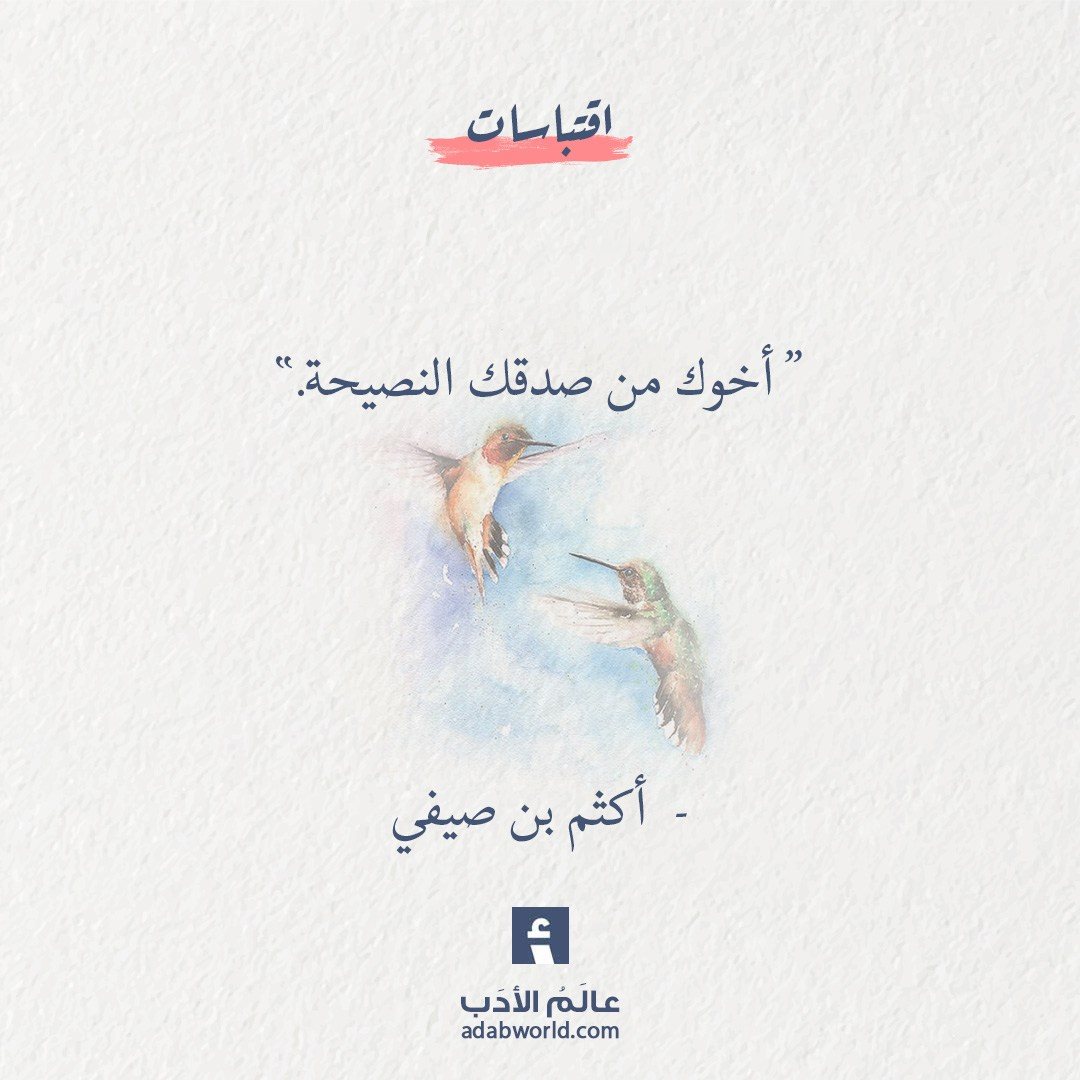 اقتباسات
”أخوك من صدقك النصيحة.“
- أكثم بن صيفي
أ
عالَمُ الأدَب
adabworld.com